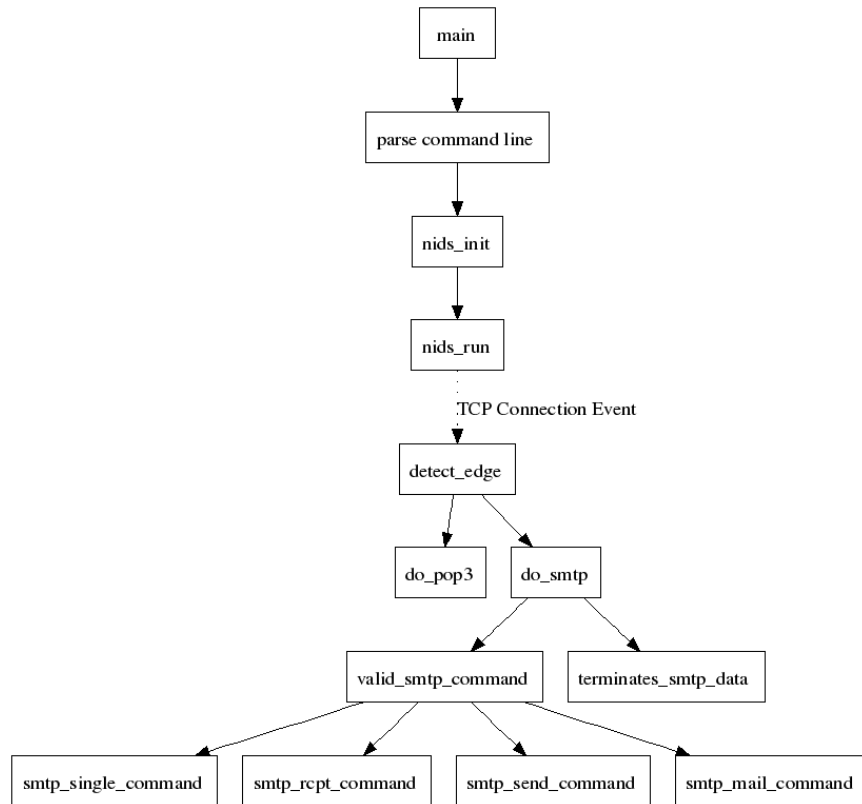 main
parse command line
nids_init
nids_run
TCP Connection Event
detect_edge
do_pop3
do_smtp
valid_smtp_command
terminates_smtp_data
smtp_single_command
smtp_rcpt_command
smtp_send_command
smtp_mail_command